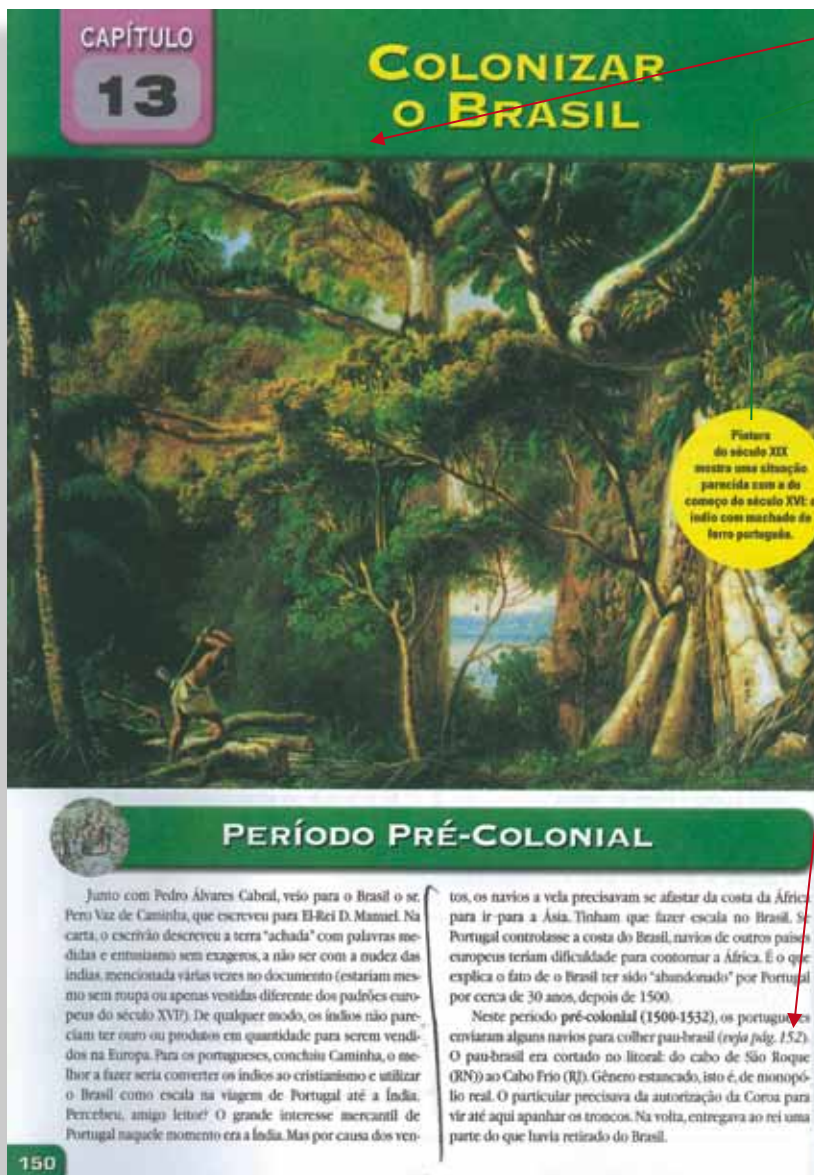 CAPÍTULO
13
COLONIZAR
O BRASIL
Pintura
do século XIX
mostra uma situação
parecida com a do
começo do século XVI: o
índio com machado de
ferro português.
PERÍODO PRÉ-COLONIAL
Junto com Pedro Álvares Cabral, veio para o Brasil o sr.
Pero Vaz de Caminha, que escreveu para El-Rei D. Manuel. Na
carta, o escrivão descreveu a terra "achada" com palavras me-
didas e entusiasmo sem exageros, a não ser com a nudez das
índias, mencionada várias vezes no documento (estariam mes-
mo sem roupa ou apenas vestidas diferente dos padrões euro-
peus do século XVI?). De qualquer modo, os índios não pare-
ciam ter ouro ou produtos em quantidade para serem vendi-
dos na Europa. Para os portugueses, concluiu Caminha, o me-
lhor a fazer seria converter os índios ao cristianismo e utilizar
o Brasil como escala na viagem de Portugal até a Índia.
Percebeu, amigo leitor? O grande interesse mercantil de
Portugal naquele momento era a Índia. Mas por causa dos ven-
tos, os navios a vela precisavam se afastar da costa da África
para ir para a Ásia. Tinham que fazer escala no Brasil. Se
Portugal controlasse a costa do Brasil, navios de outros países
europeus teriam dificuldade para contornar a África. É o que
explica o fato de o Brasil ter sido "abandonado" por Portugal
por cerca de 30 anos, depois de 1500.
Neste período pré-colonial (1500-1532), os portugueses
enviaram alguns navios para colher pau-brasil (veja pág. 152).
O pau-brasil era cortado no litoral: do cabo de São Roque
(RN)) ao Cabo Frio (RJ). Gênero estancado, isto é, de monopó-
lio real. O particular precisava da autorização da Coroa para
vir até aqui apanhar os troncos. Na volta, entregava ao rei uma
parte do que havia retirado do Brasil.
150